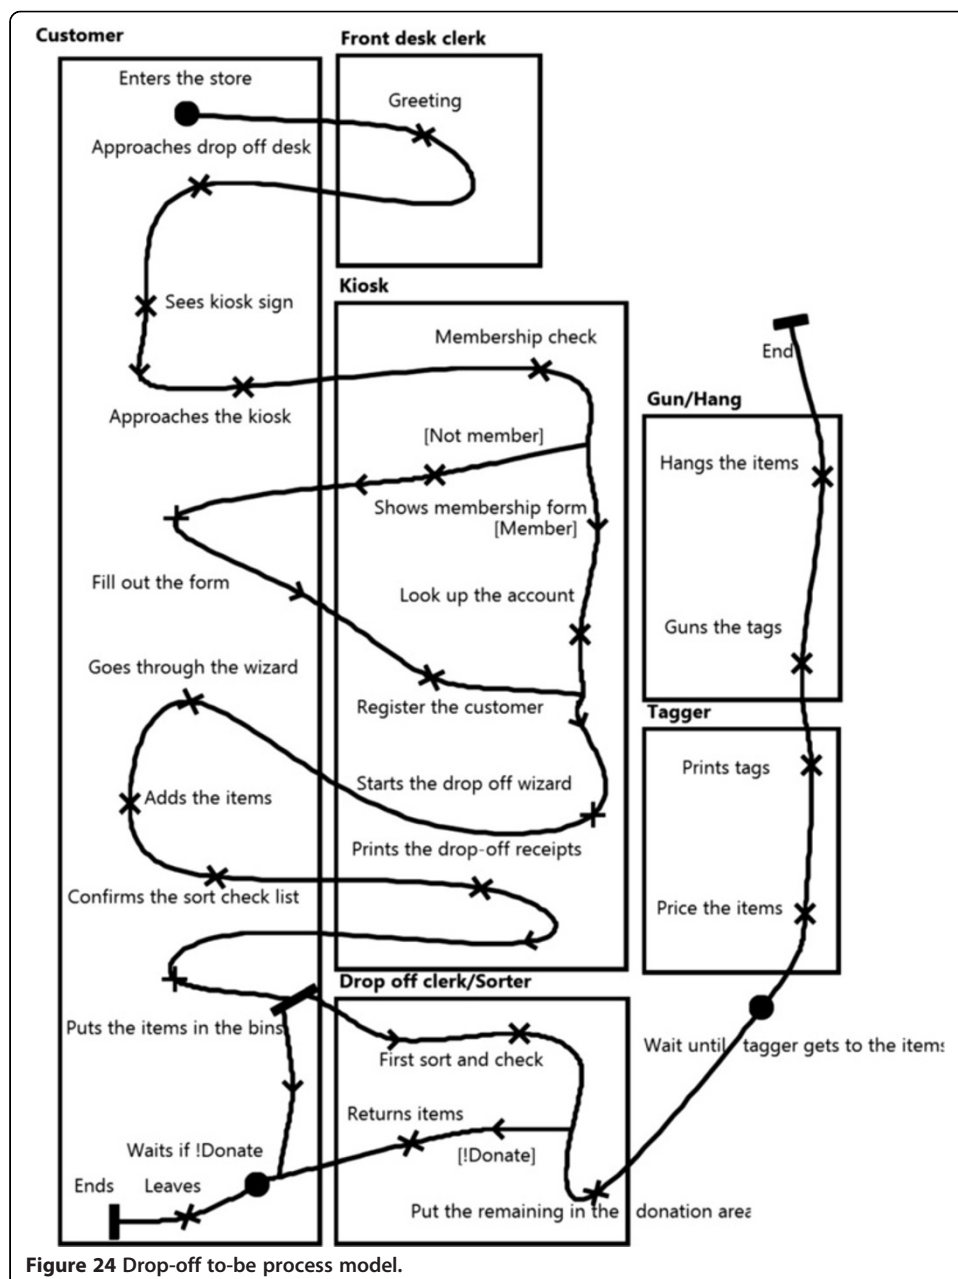 Customer
Front desk clerk
Enters the store
Greeting
Approaches drop off desk
Kiosk
Sees kiosk sign
Membership check
End
Approaches the kiosk
Gun/Hang
[Not member]
Hangs the items
Shows membership form
[Member]
Fill out the form
Look up the account
Guns the tags
Goes through the wizard
Register the customer
Tagger
Prints tags
Starts the drop off wizard
Adds the items
Prints the drop-off receipts
Confirms the sort check list
Price the items
Drop off clerk/Sorter
Puts the items in the bins
Wait until tagger gets to the items
First sort and check
Returns items
Waits if !Donate
[!Donate]
Ends Leaves
Put the remaining in the donation area
Figure 24 Drop-off to-be process model.